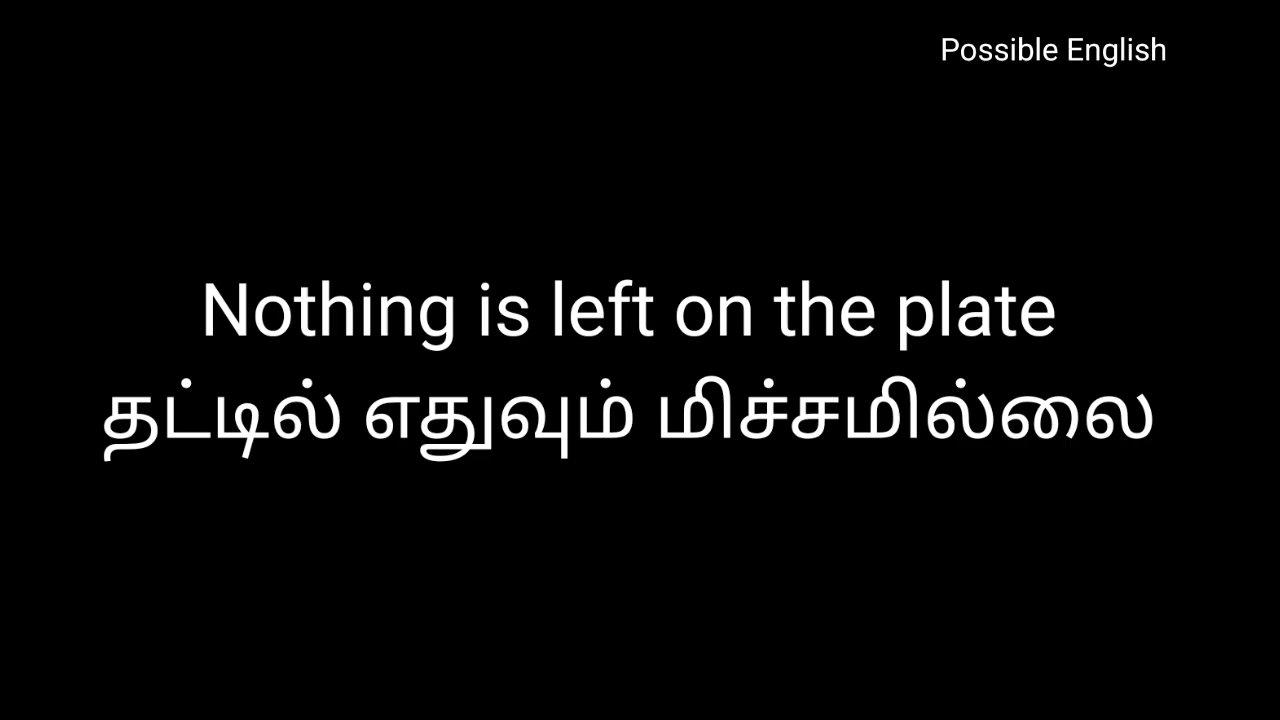 Possible English
Nothing is left on the plate
தட்டில் எதுவும் மிச்சமில்லை